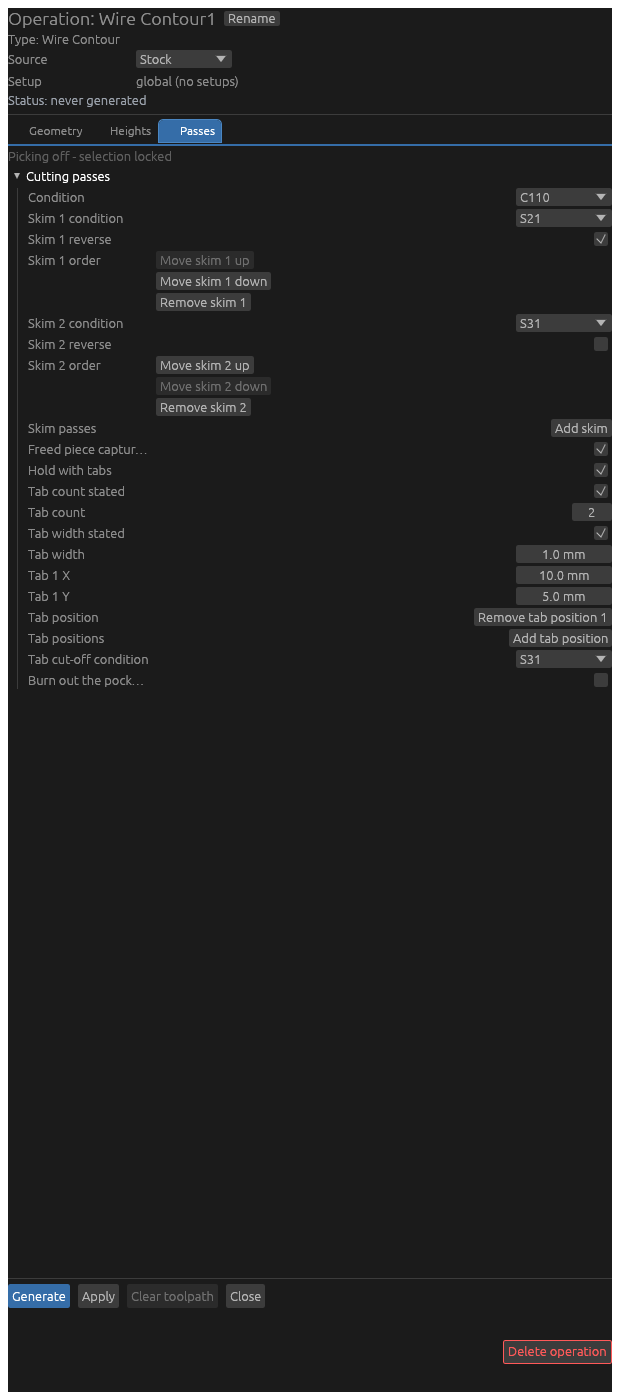 Operation: Wire Contour1 Rename
Type: Wire Contour
Source Stock
Setup global (no setups)
Status: never generated
Geometry Heights Passes
Picking off - selection locked
Cutting passes
Condition C110
Skim 1 condition S21
Skim 1 reverse
Skim 1 order Move skim 1 up
Move skim 1 down
Remove skim 1
Skim 2 condition S31
Skim 2 reverse
Skim 2 order Move skim 2 up
Move skim 2 down
Remove skim 2
Skim passes Add skim
Freed piece captur...
Hold with tabs
Tab count stated
Tab count 2
Tab width stated
Tab width 1.0 mm
Tab 1 X 10.0 mm
Tab 1 Y 5.0 mm
Tab position Remove tab position 1
Tab positions Add tab position
Tab cut-off condition S31
Burn out the pock...
Generate Apply Clear toolpath Close
Delete operation